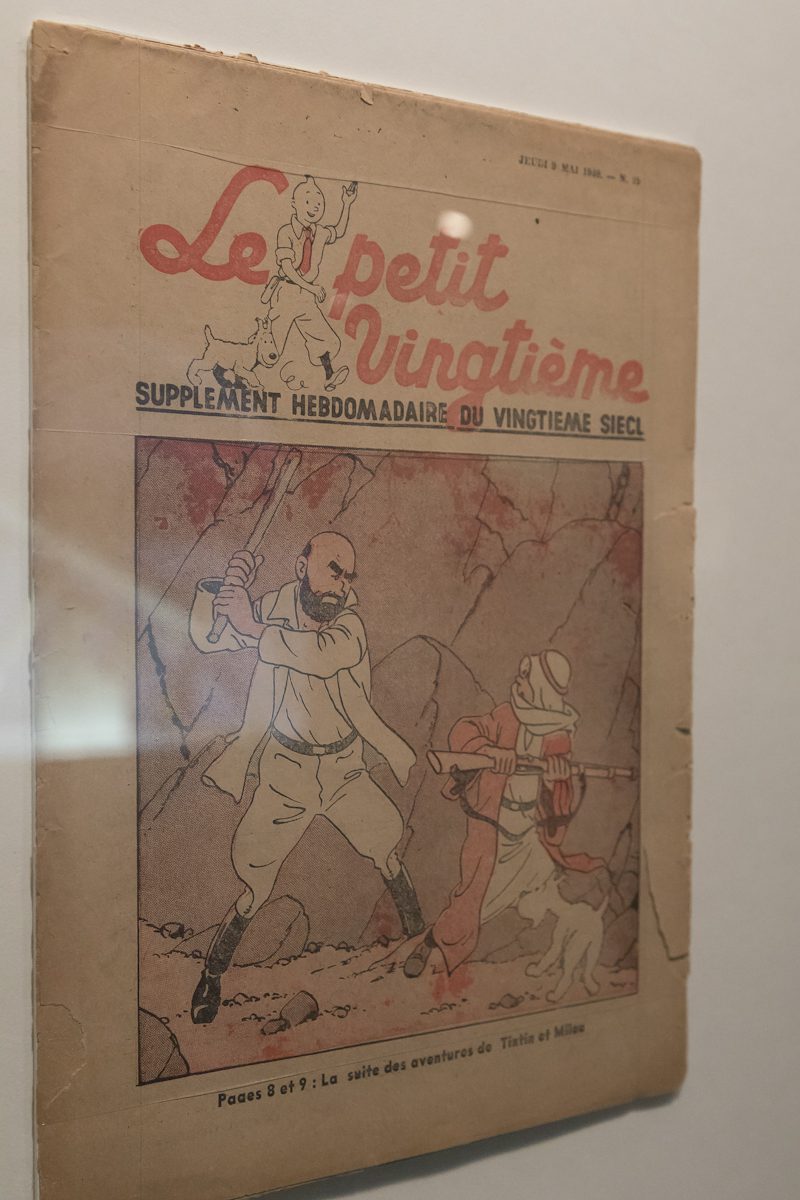 JEUDI 9 MAI 1940. — N. 19
Le petit
Vingtième
SUPPLEMENT HEBDOMADAIRE DU VINGTIEME SIECL
Pages 8 et 9 : La suite des aventures de Tintin et Milou